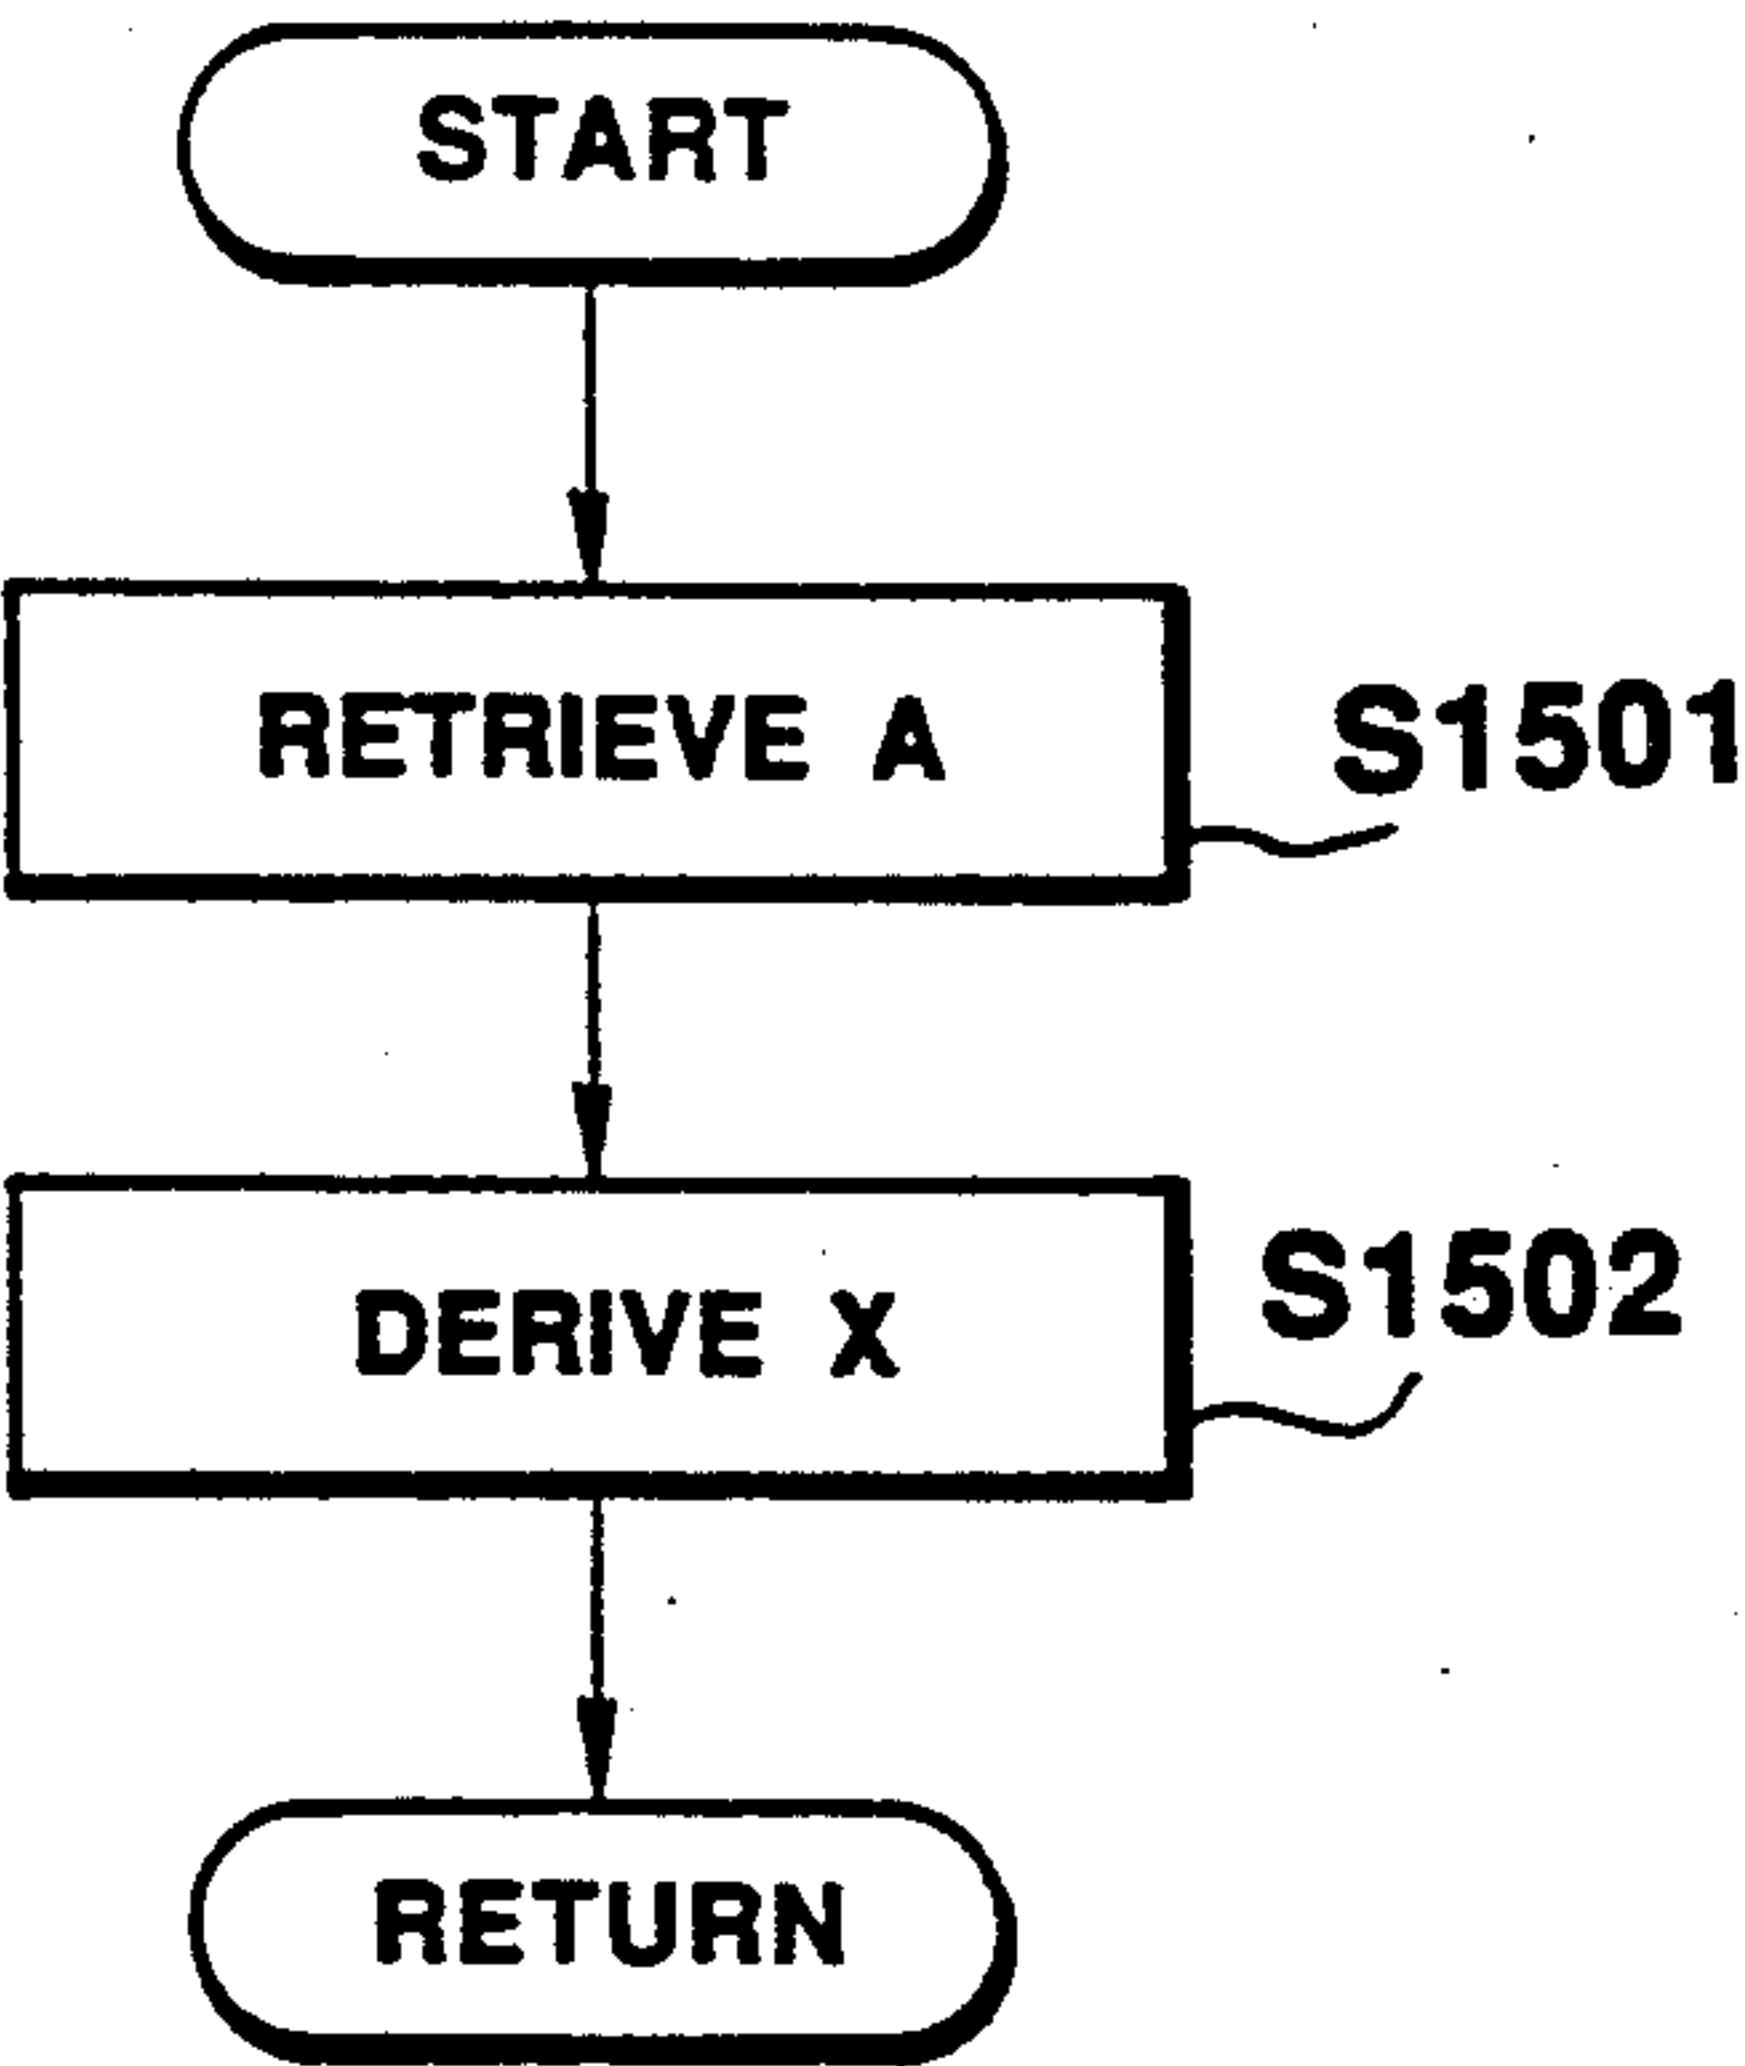 START
RETRIEVE A
S1501
DERIVE X
S1502
RETURN